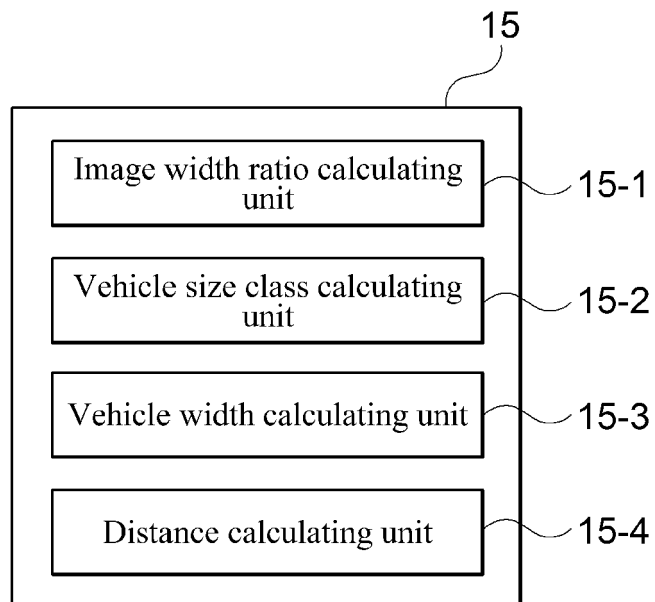 15
Image width ratio calculating
unit
15-1
Vehicle size class calculating
unit
15-2
Vehicle width calculating unit
15-3
Distance calculating unit
15-4